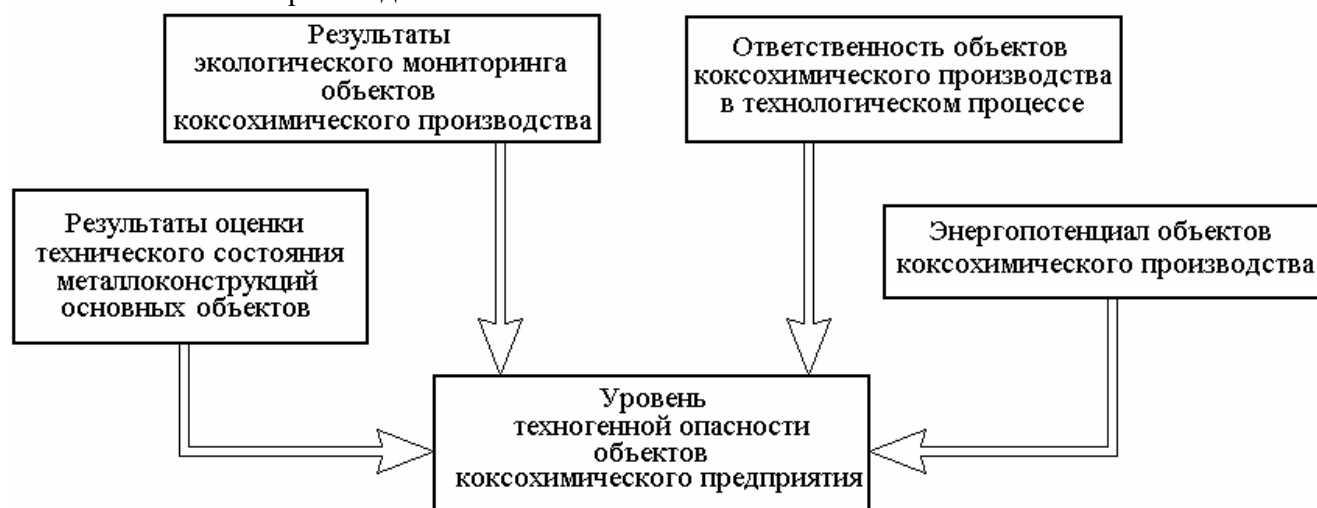 Результаты
экологического мониторинга
объектов
коксохимического производства
Ответственность объектов
коксохимического производства
в технологическом процессе
Результаты оценки
технического состояния
металлоконструкций
основных объектов
Энергопотенциал объектов
коксохимического производства
Уровень
техногенной опасности
объектов
коксохимического предприятия